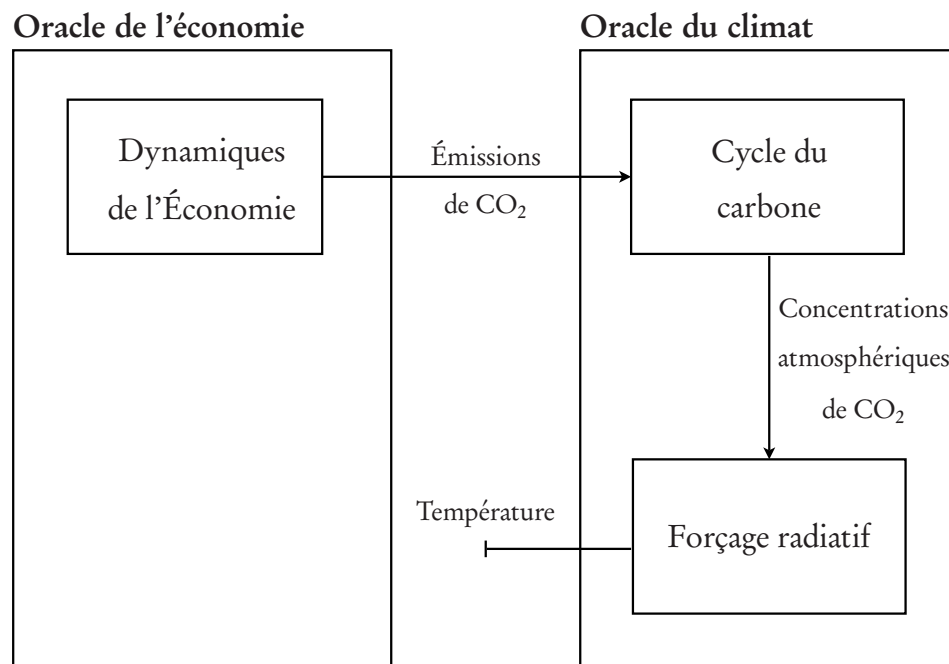 Oracle de l'économie
Oracle du climat
Dynamiques
de l'Économie
Émissions
de CO₂
Cycle du
carbone
Concentrations
atmosphériques
de CO₂
Température
Forçage radiatif